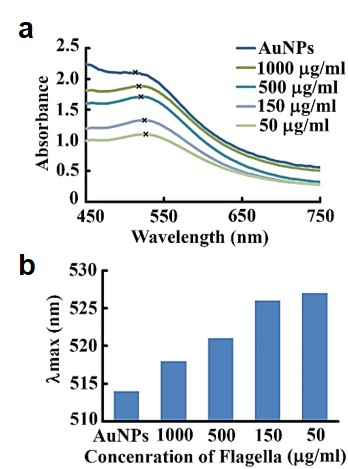 a
2.5
2.0
1.5
1.0
0.5
0
Absorbance
AuNPs
1000 µg/ml
500 µg/ml
150 µg/ml
50 µg/ml
450 550 650 750
Wavelength (nm)
b
530
525
520
515
510
λmax (nm)
AuNPs 1000 500 150 50
Concenration of Flagella (µg/ml)